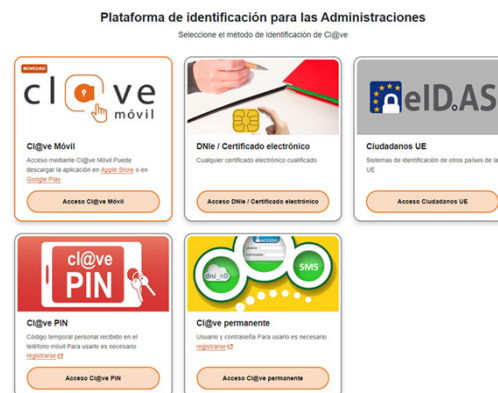 Plataforma de identificación para las Administraciones
Seleccione el método de identificación de Cl@ve
NOVEDAD
cl@ve
móvil
Cl@ve Móvil
Acceso mediante Cl@ve Móvil Puede
descargar la aplicación en Apple Store o en
Google Play
Acceso Cl@ve Móvil
DNIe / Certificado electrónico
Cualquier certificado electrónico cualificado
Acceso DNIe / Certificado electrónico
eID.AS
Ciudadanos UE
Sistemas de identificación de otros países de la
UE
Acceso Ciudadanos UE
cl@ve
PIN
Cl@ve PIN
Código temporal personal recibido en el
teléfono móvil Para usarlo es necesario
registrarse
Acceso Cl@ve PIN
ACCESO
dni_nB
SMS
Cl@ve permanente
Usuario y contraseña Para usarlo es necesario
registrarse
Acceso Cl@ve permanente